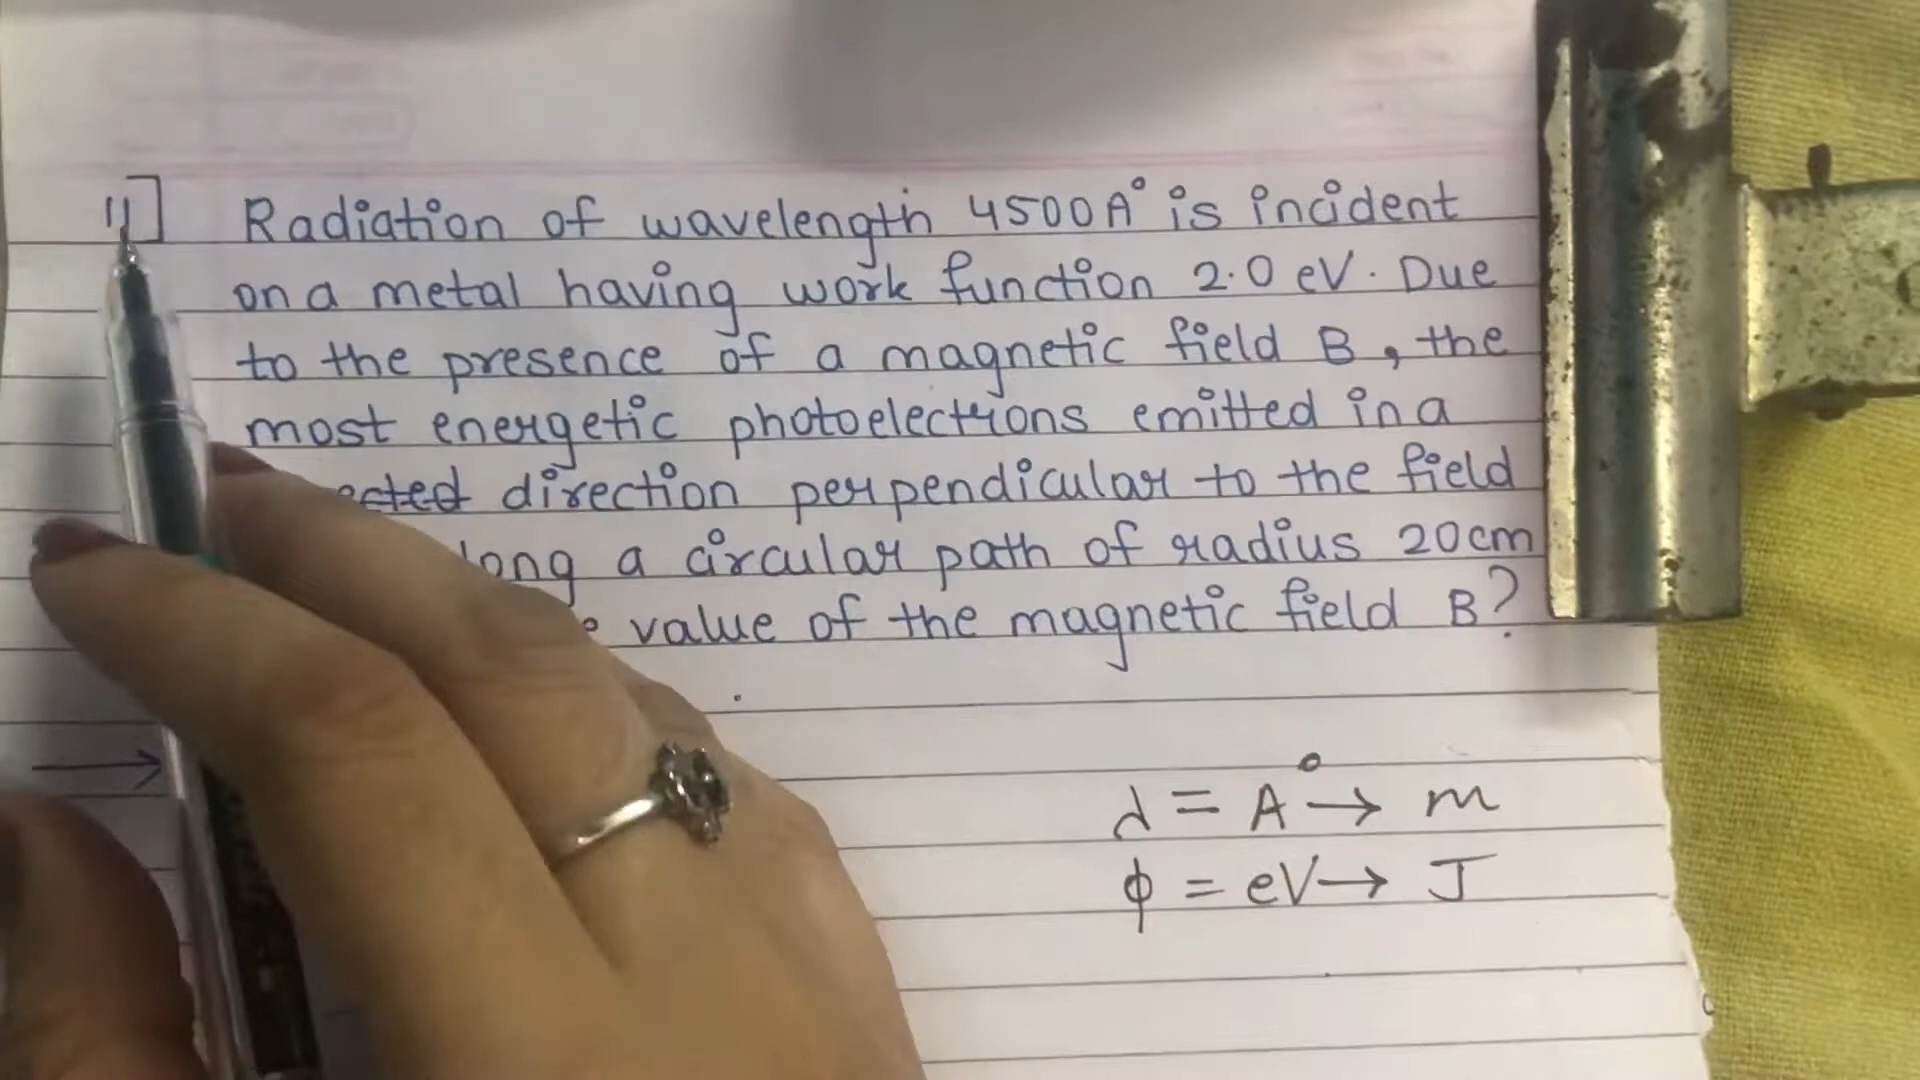 11] Radiation of wavelength 4500A° is incident
on a metal having work function 2.0 eV. Due
to the presence of a magnetic field B, the
most energetic photoelectrons emitted in a
direction perpendicular to the field
a circular path of radius 20cm
value of the magnetic field B?
λ = A° → m
φ = eV → J